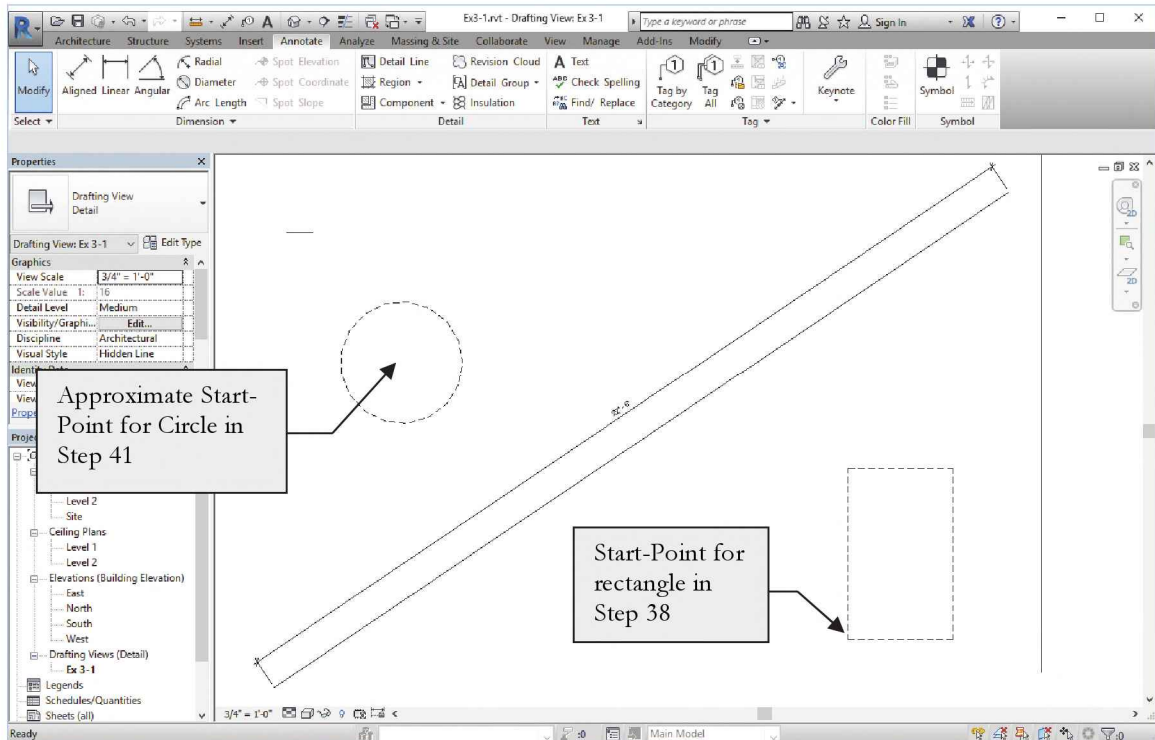 Ex3-1.rvt - Drafting View: Ex 3-1
Type a keyword or phrase
Sign In
Architecture Structure Systems Insert Annotate Analyze Massing & Site Collaborate View Manage Add-Ins Modify
Modify
Aligned Linear Angular
Radial
Diameter
Arc Length
Spot Elevation
Spot Coordinate
Spot Slope
Detail Line
Region
Component
Revision Cloud
Detail Group
Insulation
A Text
Check Spelling
Find/ Replace
Tag by Category
Tag All
Keynote
Symbol
Select
Dimension
Detail
Text
Tag
Color Fill
Symbol
Properties
Drafting View
Detail
Drafting View: Ex 3-1
Edit Type
Graphics
View Scale 3/4" = 1'-0"
Scale Value 1: 16
Detail Level Medium
Visibility/Graphi... Edit...
Discipline Architectural
Visual Style Hidden Line
Approximate Start-
Point for Circle in
Step 41
Level 2
Site
Ceiling Plans
Level 1
Level 2
Elevations (Building Elevation)
East
North
South
West
Drafting Views (Detail)
Ex 3-1
Legends
Schedules/Quantities
Sheets (all)
Start-Point for
rectangle in
Step 38
2D
2D
3/4" = 1'-0"
Ready
:0
Main Model
:0